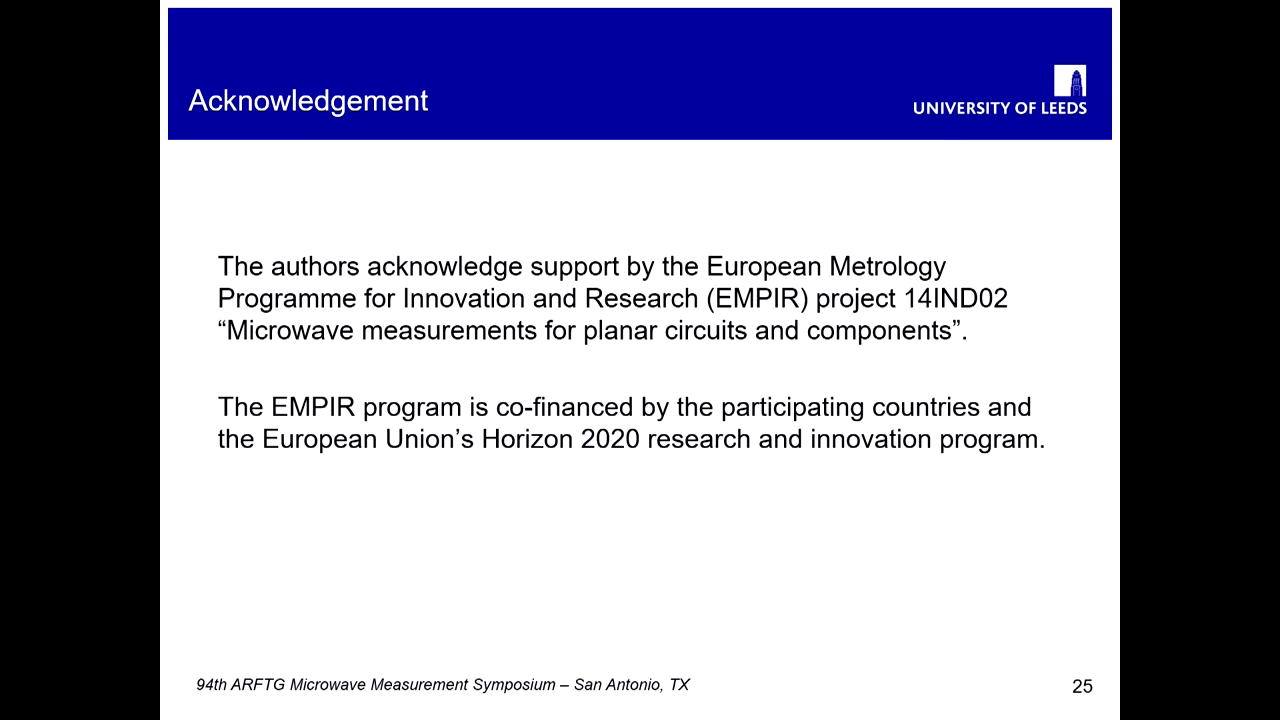 Acknowledgement
UNIVERSITY OF LEEDS
The authors acknowledge support by the European Metrology
Programme for Innovation and Research (EMPIR) project 14IND02
“Microwave measurements for planar circuits and components”.
The EMPIR program is co-financed by the participating countries and
the European Union’s Horizon 2020 research and innovation program.
94th ARFTG Microwave Measurement Symposium – San Antonio, TX
25